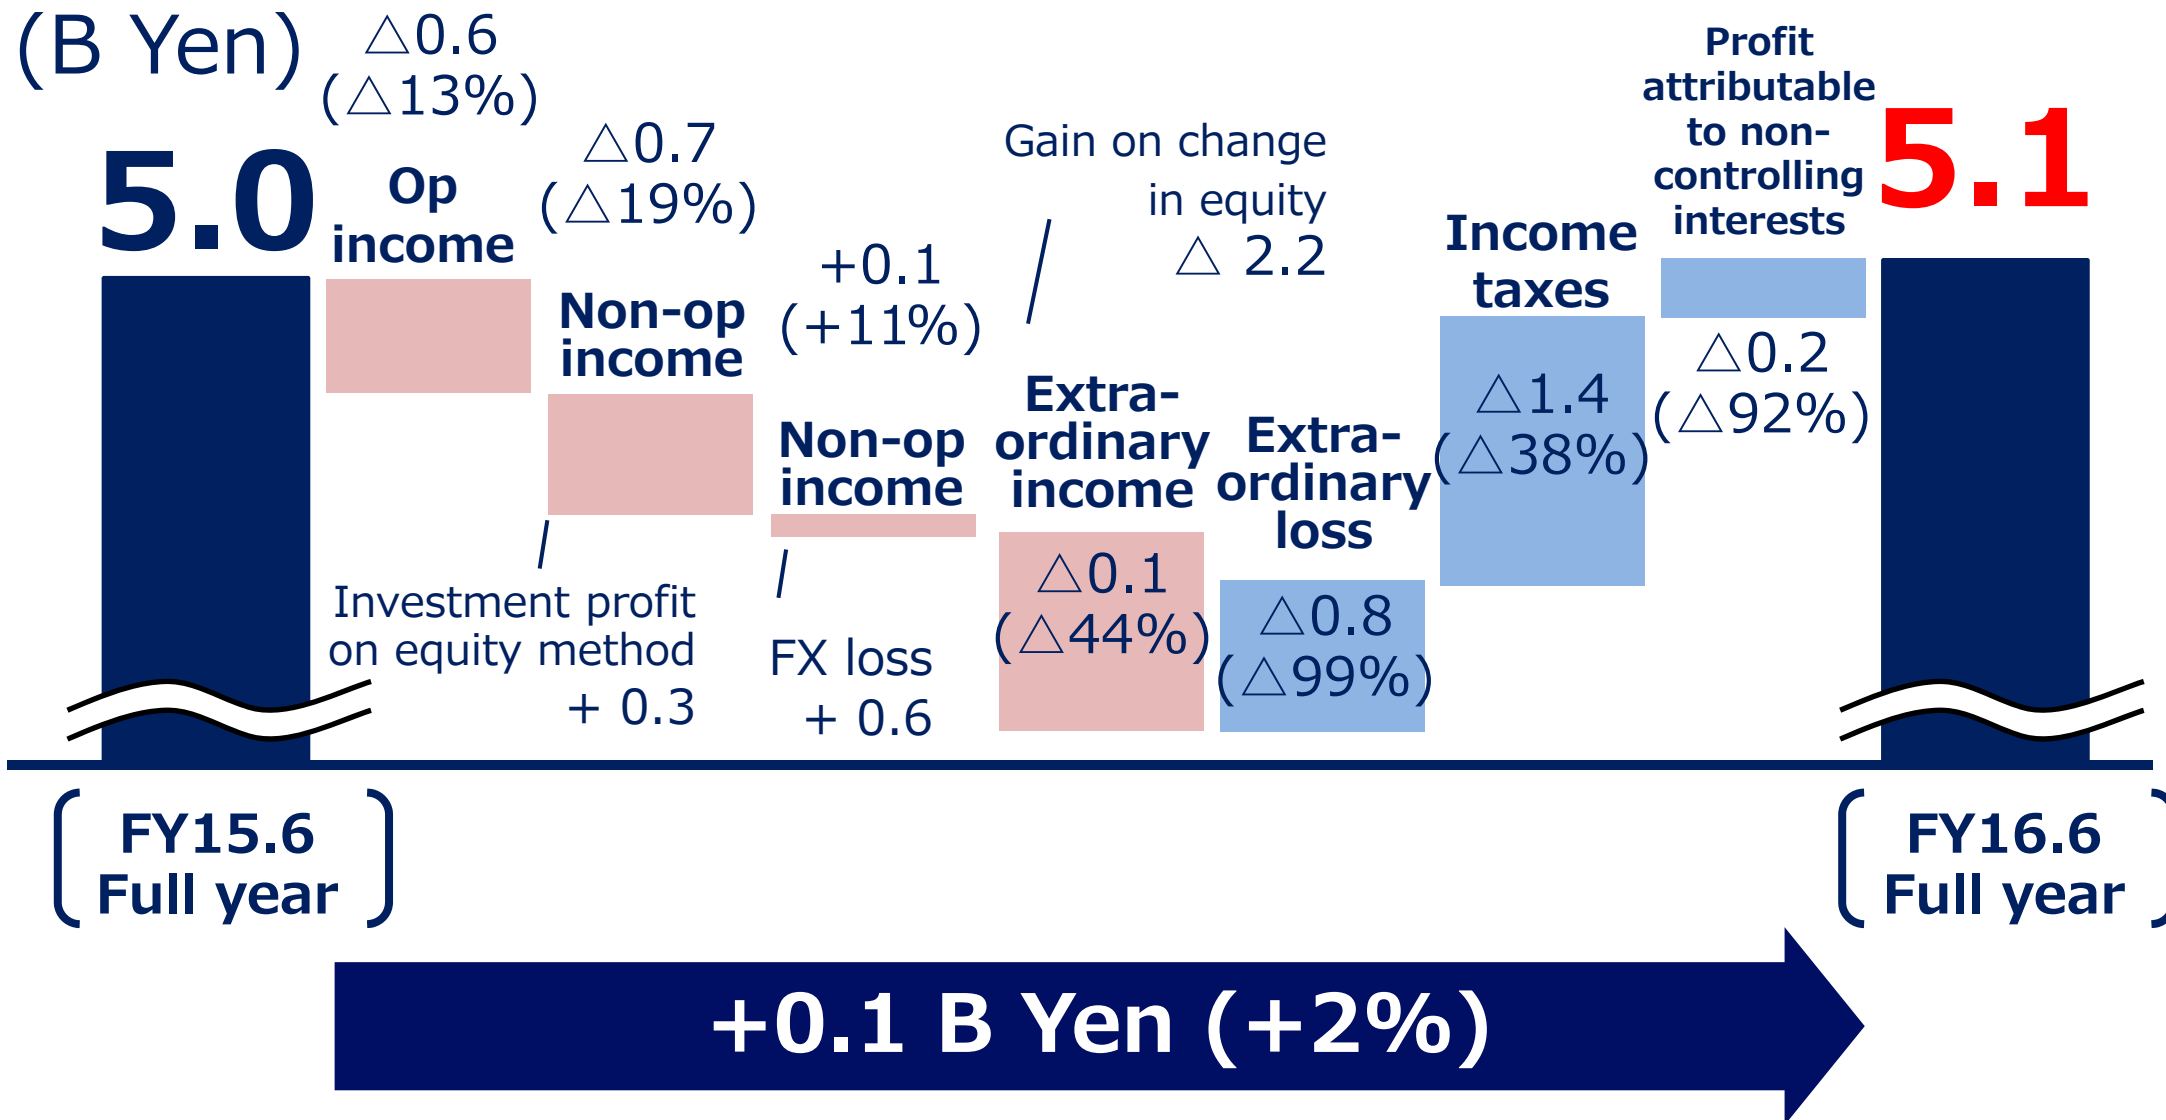 (B Yen)
5.0
△0.6
(△13%)
Op
income
△0.7
(△19%)
Non-op
income
Investment profit
on equity method
+ 0.3
+0.1
(+11%)
Non-op
income
FX loss
+ 0.6
Gain on change
in equity
△ 2.2
Extra-
ordinary
income
△0.1
(△44%)
Extra-
ordinary
loss
△0.8
(△99%)
Income
taxes
△1.4
(△38%)
Profit
attributable
to non-
controlling
interests
△0.2
(△92%)
5.1
FY15.6
Full year
FY16.6
Full year
+0.1 B Yen (+2%)